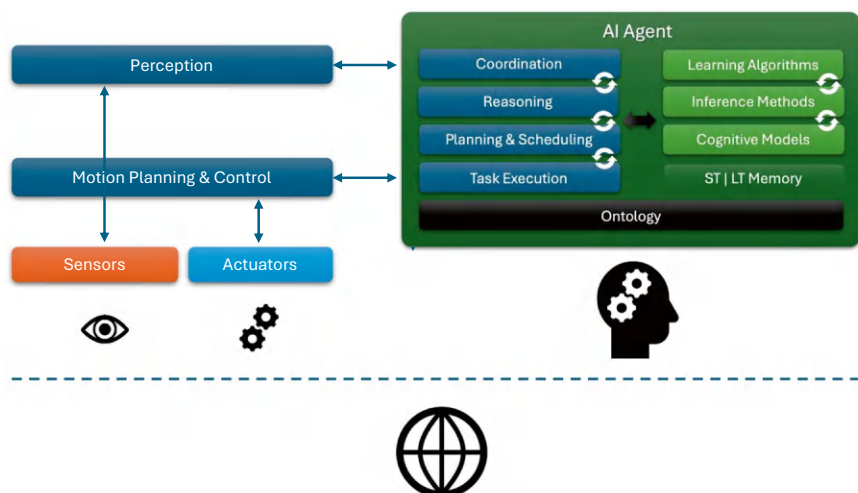 AI Agent
Perception
Coordination
Learning Algorithms
Reasoning
Inference Methods
Planning & Scheduling
Cognitive Models
Motion Planning & Control
Task Execution
ST | LT Memory
Ontology
Sensors
Actuators